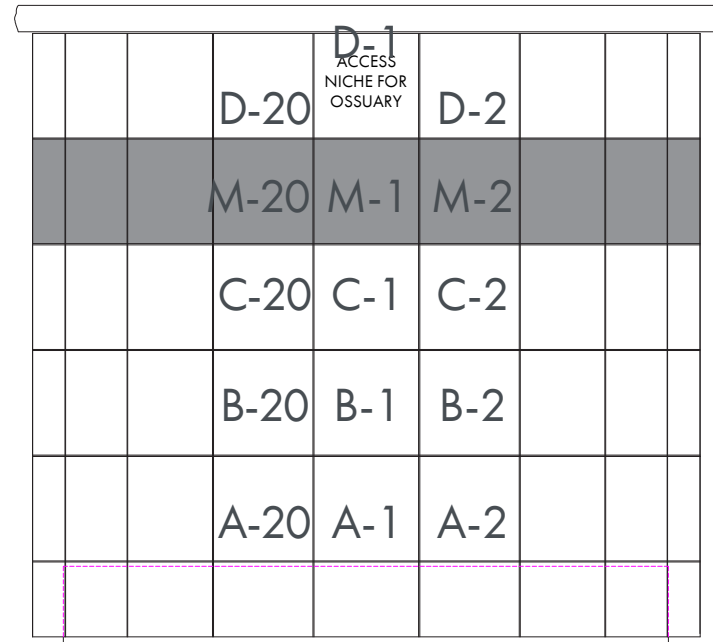 D-1
ACCESS
NICHE FOR
OSSUARY
D-20 D-2
M-20 M-1 M-2
C-20 C-1 C-2
B-20 B-1 B-2
A-20 A-1 A-2